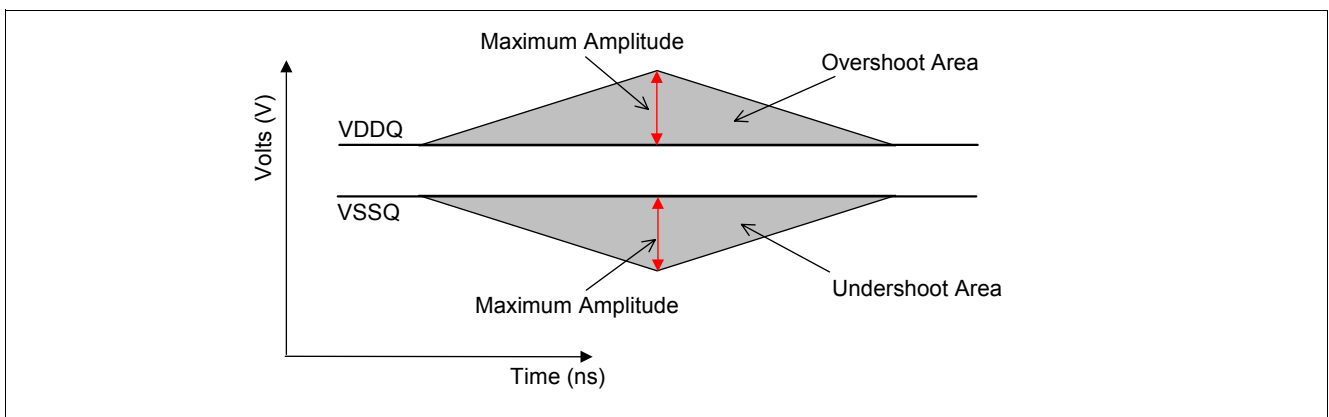 Maximum Amplitude
Overshoot Area
Volts (V)
VDDQ
VSSQ
Maximum Amplitude
Undershoot Area
Time (ns)